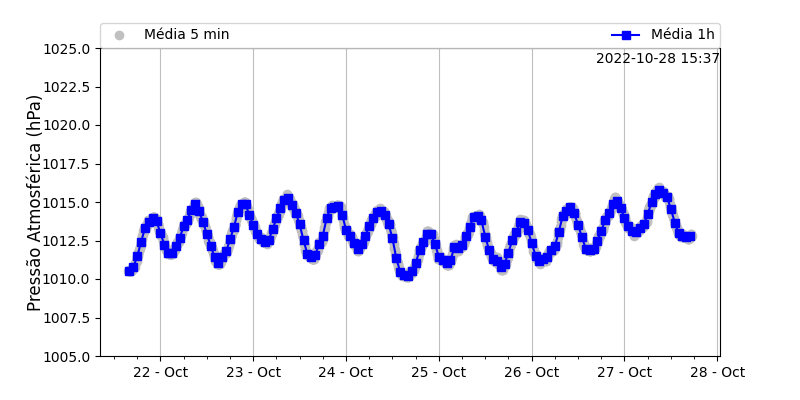 Média 5 min
Média 1h
2022-10-28 15:37
Pressão Atmosférica (hPa)
1025.0
1022.5
1020.0
1017.5
1015.0
1012.5
1010.0
1007.5
1005.0
22 - Oct
23 - Oct
24 - Oct
25 - Oct
26 - Oct
27 - Oct
28 - Oct